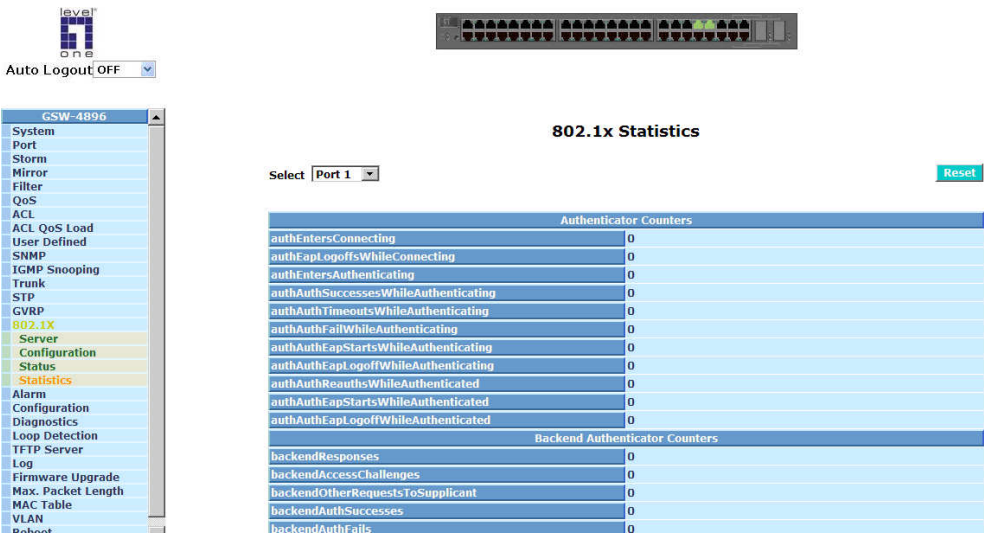 level
one
Auto Logout OFF
GSW-4896
System
Port
Storm
Mirror
Filter
QoS
ACL
ACL QoS Load
User Defined
SNMP
IGMP Snooping
Trunk
STP
GVRP
802.1X
Server
Configuration
Status
Statistics
Alarm
Configuration
Diagnostics
Loop Detection
TFTP Server
Log
Firmware Upgrade
Max. Packet Length
MAC Table
VLAN
Reboot
802.1x Statistics
Select Port 1
Reset
Authenticator Counters
authEntersConnecting 0
authEapLogoffsWhileConnecting 0
authEntersAuthenticating 0
authAuthSuccessesWhileAuthenticating 0
authAuthTimeoutsWhileAuthenticating 0
authAuthFailWhileAuthenticating 0
authAuthEapStartsWhileAuthenticating 0
authAuthEapLogoffWhileAuthenticating 0
authAuthReauthsWhileAuthenticated 0
authAuthEapStartsWhileAuthenticated 0
authAuthEapLogoffWhileAuthenticated 0
Backend Authenticator Counters
backendResponses 0
backendAccessChallenges 0
backendOtherRequestsToSupplicant 0
backendAuthSuccesses 0
backendAuthFails 0